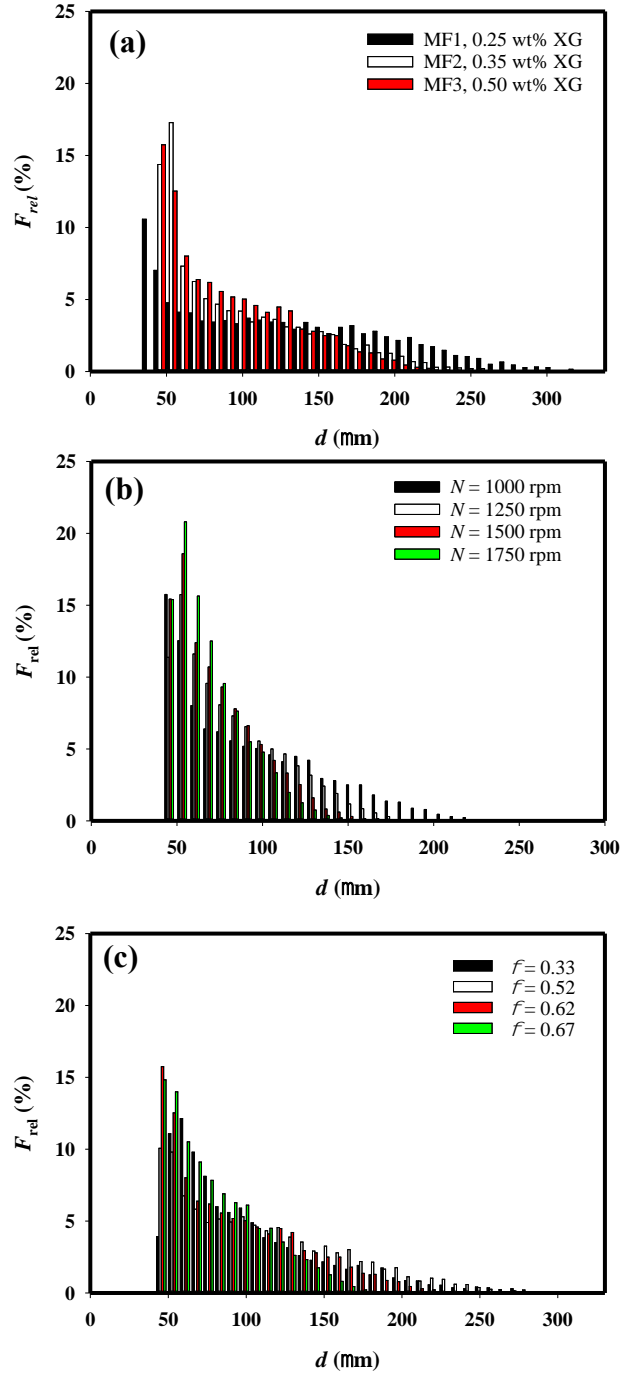 (a)
MF1, 0.25 wt% XG
MF2, 0.35 wt% XG
MF3, 0.50 wt% XG
25
20
15
10
5
0
F_rel (%)
0 50 100 150 200 250 300
d (mm)
(b)
N = 1000 rpm
N = 1250 rpm
N = 1500 rpm
N = 1750 rpm
25
20
15
10
5
0
F_rel (%)
0 50 100 150 200 250 300
d (mm)
(c)
f = 0.33
f = 0.52
f = 0.62
f = 0.67
25
20
15
10
5
0
F_rel (%)
0 50 100 150 200 250 300
d (mm)